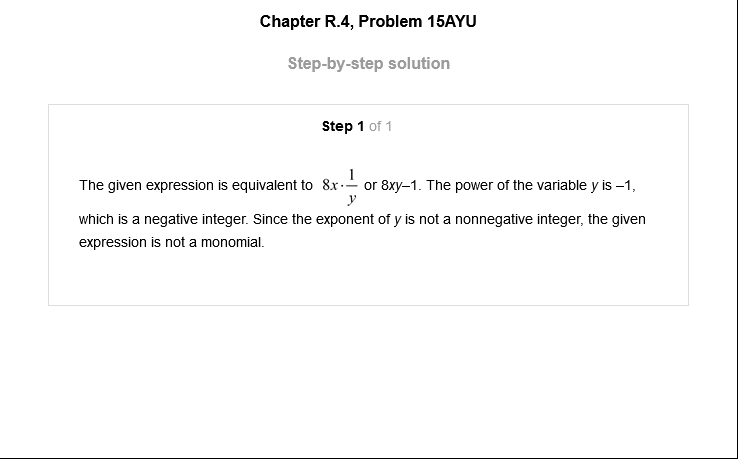 Chapter R.4, Problem 15AYU
Step-by-step solution
Step 1 of 1
The given expression is equivalent to 8x·1/y or 8xy–1. The power of the variable y is –1,
which is a negative integer. Since the exponent of y is not a nonnegative integer, the given
expression is not a monomial.